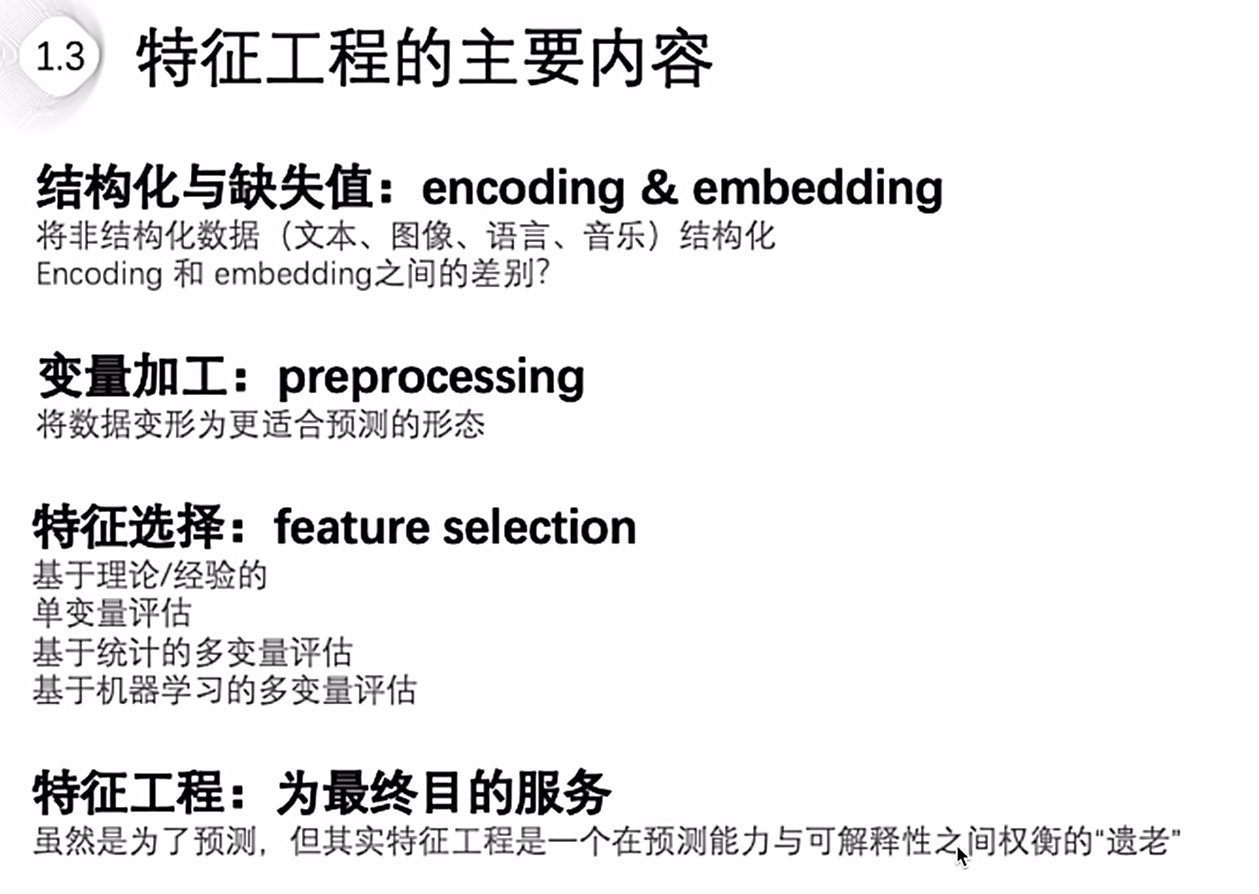 1.3 特征工程的主要内容
结构化与缺失值：encoding & embedding
将非结构化数据（文本、图像、语言、音乐）结构化
Encoding 和 embedding之间的差别？
变量加工：preprocessing
将数据变形为更适合预测的形态
特征选择：feature selection
基于理论/经验的
单变量评估
基于统计的多变量评估
基于机器学习的多变量评估
特征工程：为最终目的服务
虽然是为了预测，但其实特征工程是一个在预测能力与可解释性之间权衡的“遗老”